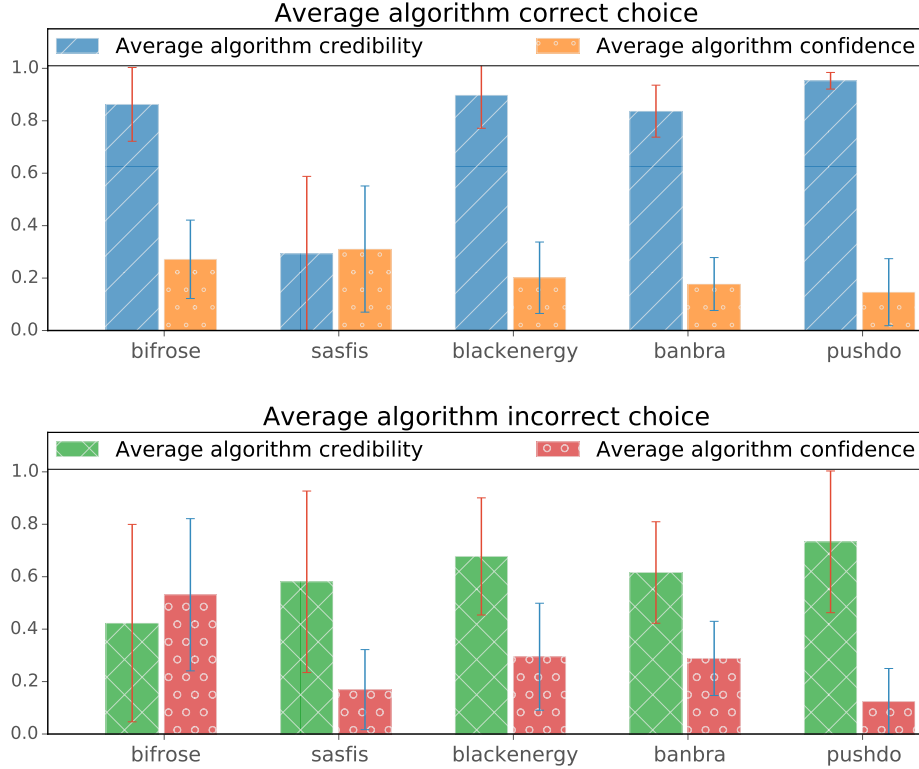 Average algorithm correct choice
Average algorithm credibility Average algorithm confidence
1.0
0.8
0.6
0.4
0.2
0.0
bifrose sasfis blackenergy banbra pushdo
Average algorithm incorrect choice
Average algorithm credibility Average algorithm confidence
1.0
0.8
0.6
0.4
0.2
0.0
bifrose sasfis blackenergy banbra pushdo